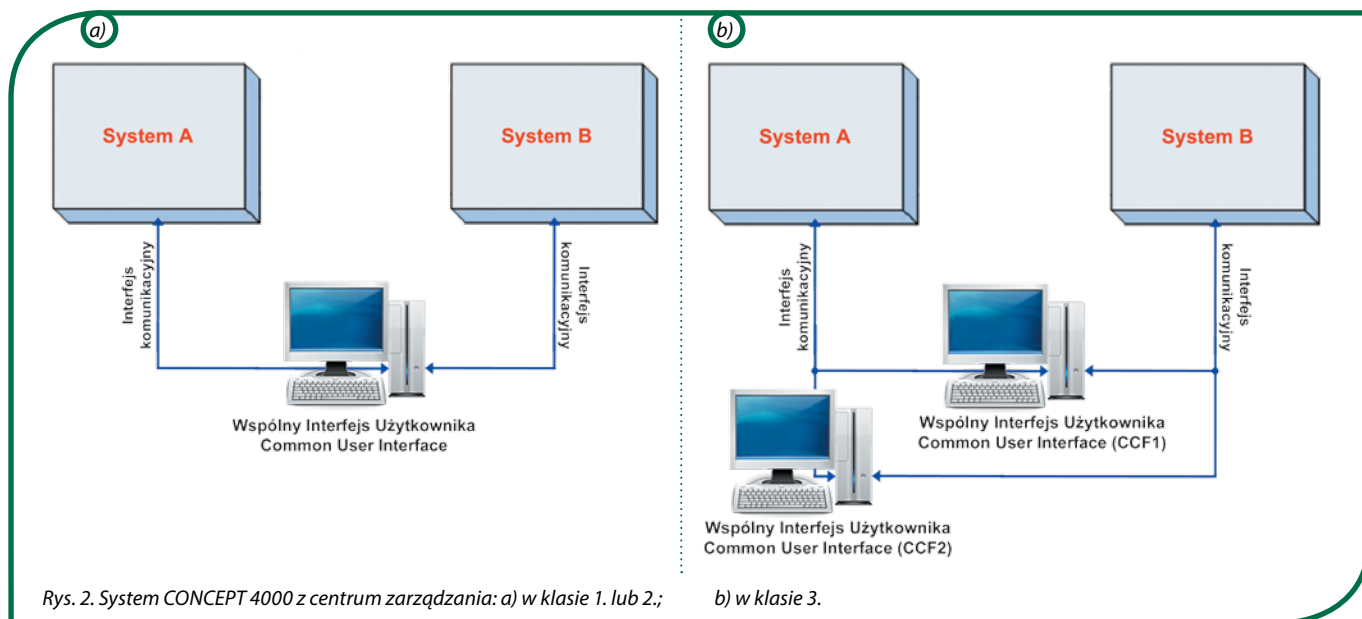 a)
System A
System B
Interfejs
komunikacyjny
Interfejs
komunikacyjny
Wspólny Interfejs Użytkownika
Common User Interface
b)
System A
System B
Interfejs
komunikacyjny
Interfejs
komunikacyjny
Wspólny Interfejs Użytkownika
Common User Interface (CCF1)
Wspólny Interfejs Użytkownika
Common User Interface (CCF2)
Rys. 2. System CONCEPT 4000 z centrum zarządzania: a) w klasie 1. lub 2.; b) w klasie 3.